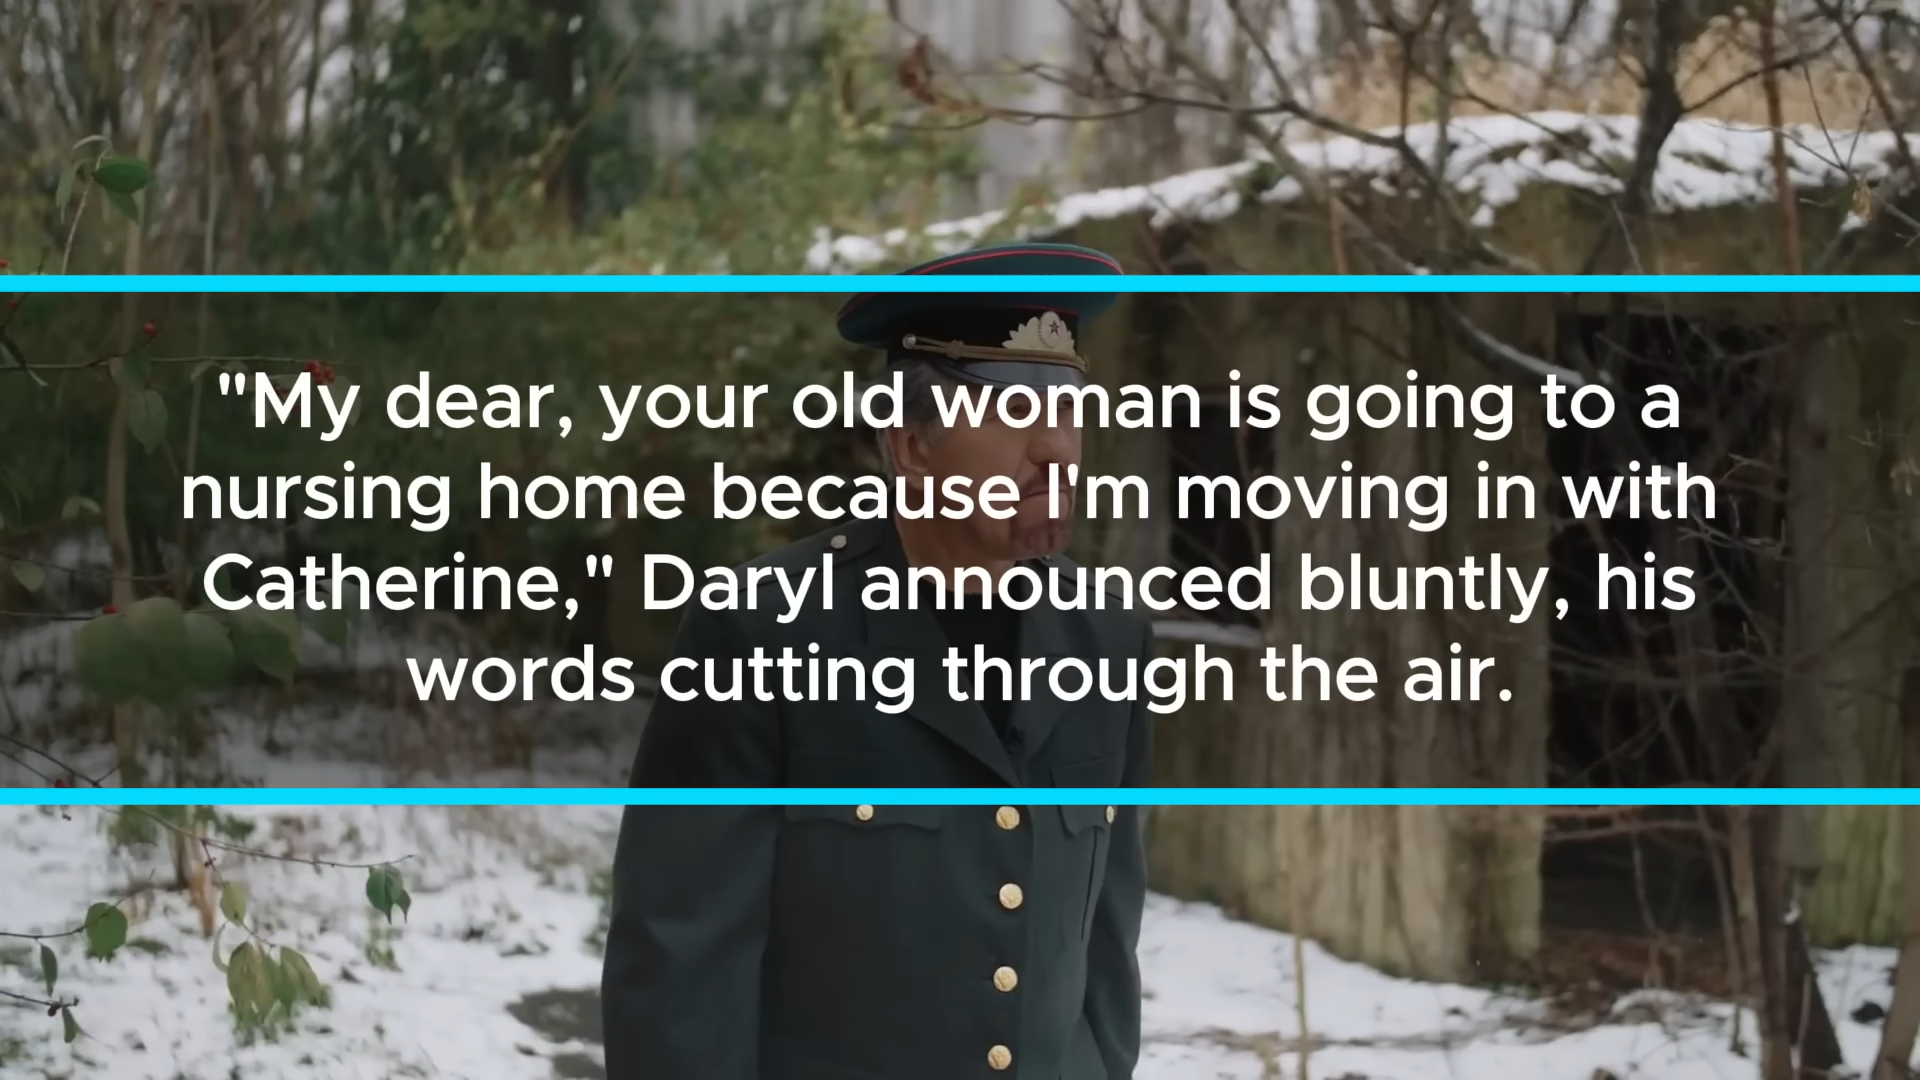 "My dear, your old woman is going to a
nursing home because I'm moving in with
Catherine," Daryl announced bluntly, his
words cutting through the air.